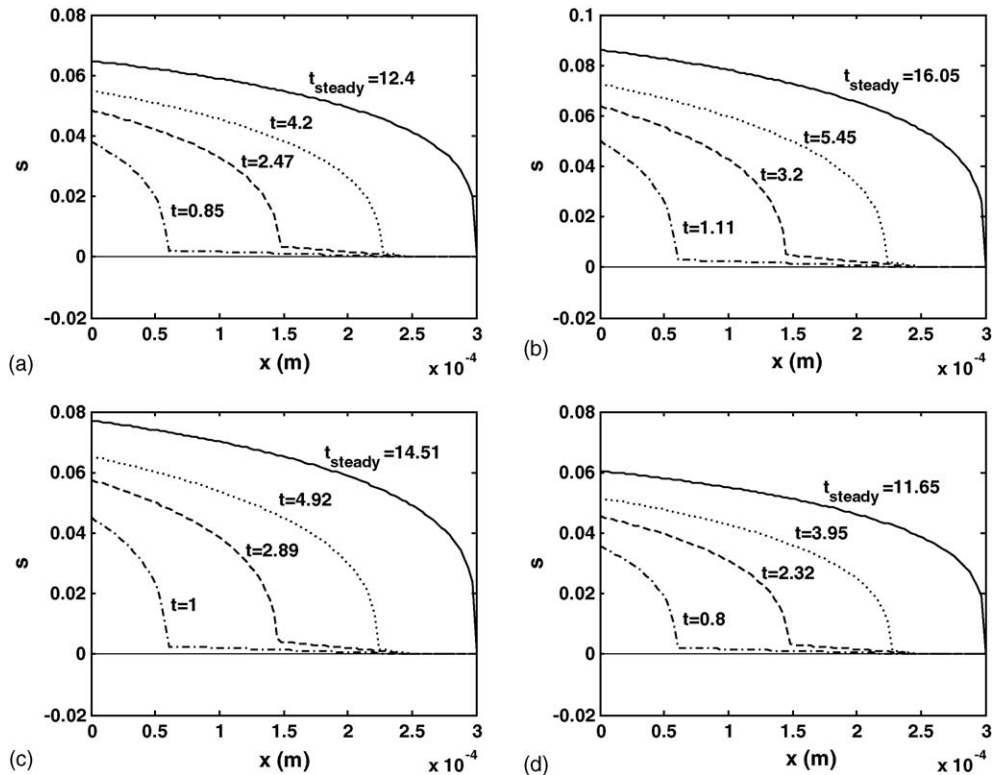 0.08
0.06
0.04
0.02
0
-0.02
s
t_steady=12.4
t=4.2
t=2.47
t=0.85
0 0.5 1 1.5 2 2.5 3
x (m)
x 10^-4
(a)
0.1
0.08
0.06
0.04
0.02
0
-0.02
s
t_steady=16.05
t=5.45
t=3.2
t=1.11
0 0.5 1 1.5 2 2.5 3
x (m)
x 10^-4
(b)
0.08
0.06
0.04
0.02
0
-0.02
s
t_steady=14.51
t=4.92
t=2.89
t=1
0 0.5 1 1.5 2 2.5 3
x (m)
x 10^-4
(c)
0.08
0.06
0.04
0.02
0
-0.02
s
t_steady=11.65
t=3.95
t=2.32
t=0.8
0 0.5 1 1.5 2 2.5 3
x (m)
x 10^-4
(d)